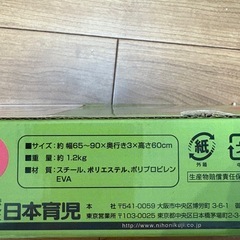 ●サイズ：約 幅65～90×奥行き3×高さ60cm
●重量：約 1.2kg
●材質：スチール、ポリエステル、ポリプロピレン
EVA
紙
外箱
日本育児
〒541-0059 大阪市中央区博労町3-6-1
東京営業所 〒103-0025 東京都中央区日本橋茅場町2-3
http://www.nihonikuji.co.jp
生産物賠償責任保